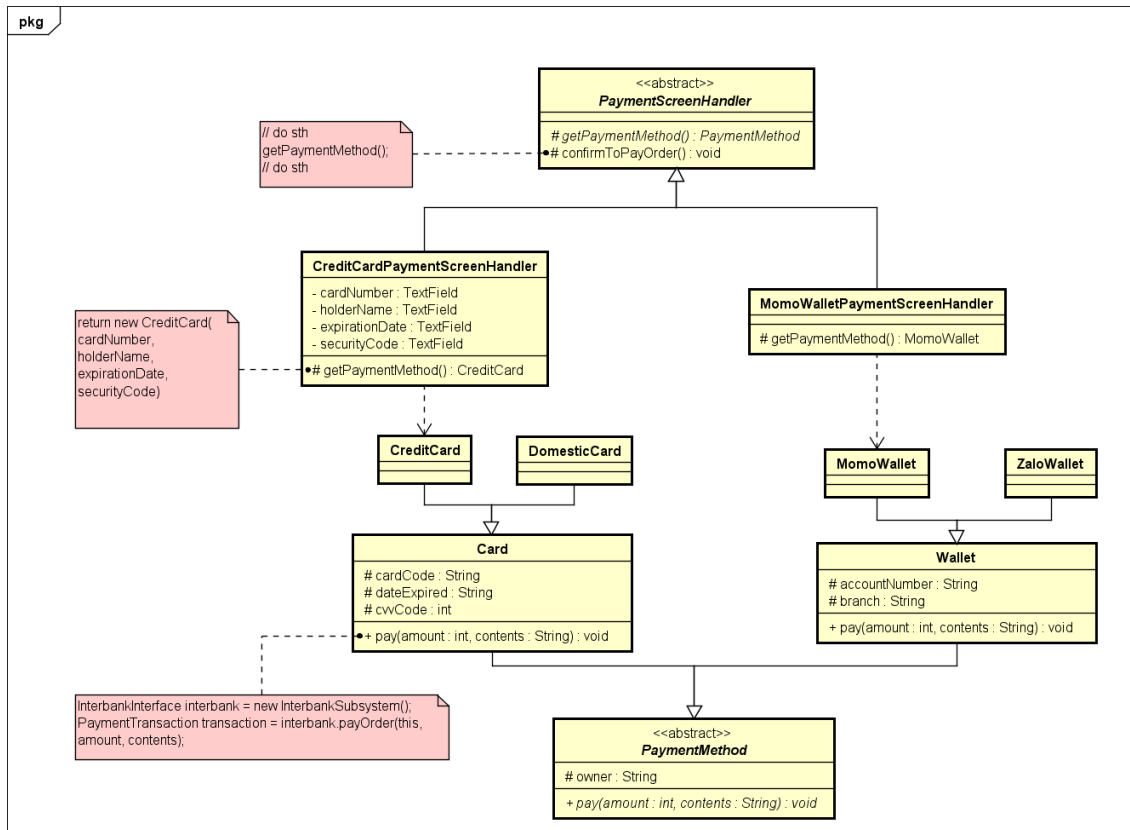 pkg
<<abstract>>
PaymentScreenHandler
# getPaymentMethod() : PaymentMethod
# confirmToPayOrder() : void
// do sth
getPaymentMethod();
// do sth
CreditCardPaymentScreenHandler
- cardNumber : TextField
- holderName : TextField
- expirationDate : TextField
- securityCode : TextField
# getPaymentMethod() : CreditCard
MomoWalletPaymentScreenHandler
# getPaymentMethod() : MomoWallet
return new CreditCard(
cardNumber,
holderName,
expirationDate,
securityCode)
CreditCard
DomesticCard
MomoWallet
ZaloWallet
Card
# cardCode : String
# dateExpired : String
# cvvCode : int
+ pay(amount : int, contents : String) : void
Wallet
# accountNumber : String
# branch : String
+ pay(amount : int, contents : String) : void
InterbankInterface interbank = new InterbankSubsystem();
PaymentTransaction transaction = interbank.payOrder(this,
amount, contents);
<<abstract>>
PaymentMethod
# owner : String
+ pay(amount : int, contents : String) : void